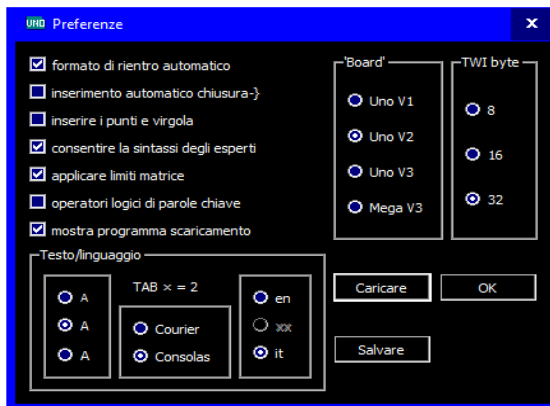 UHD Preferenze x
formato di rientro automatico
inserimento automatico chiusura-}
inserire i punti e virgola
consentire la sintassi degli esperti
applicare limiti matrice
operatori logici di parole chiave
mostra programma scaricamento
'Board'
Uno V1
Uno V2
Uno V3
Mega V3
TWI byte
8
16
32
Testo/linguaggio
A
A
A
TAB × = 2
Courier
Consolas
en
xx
it
Caricare
OK
Salvare